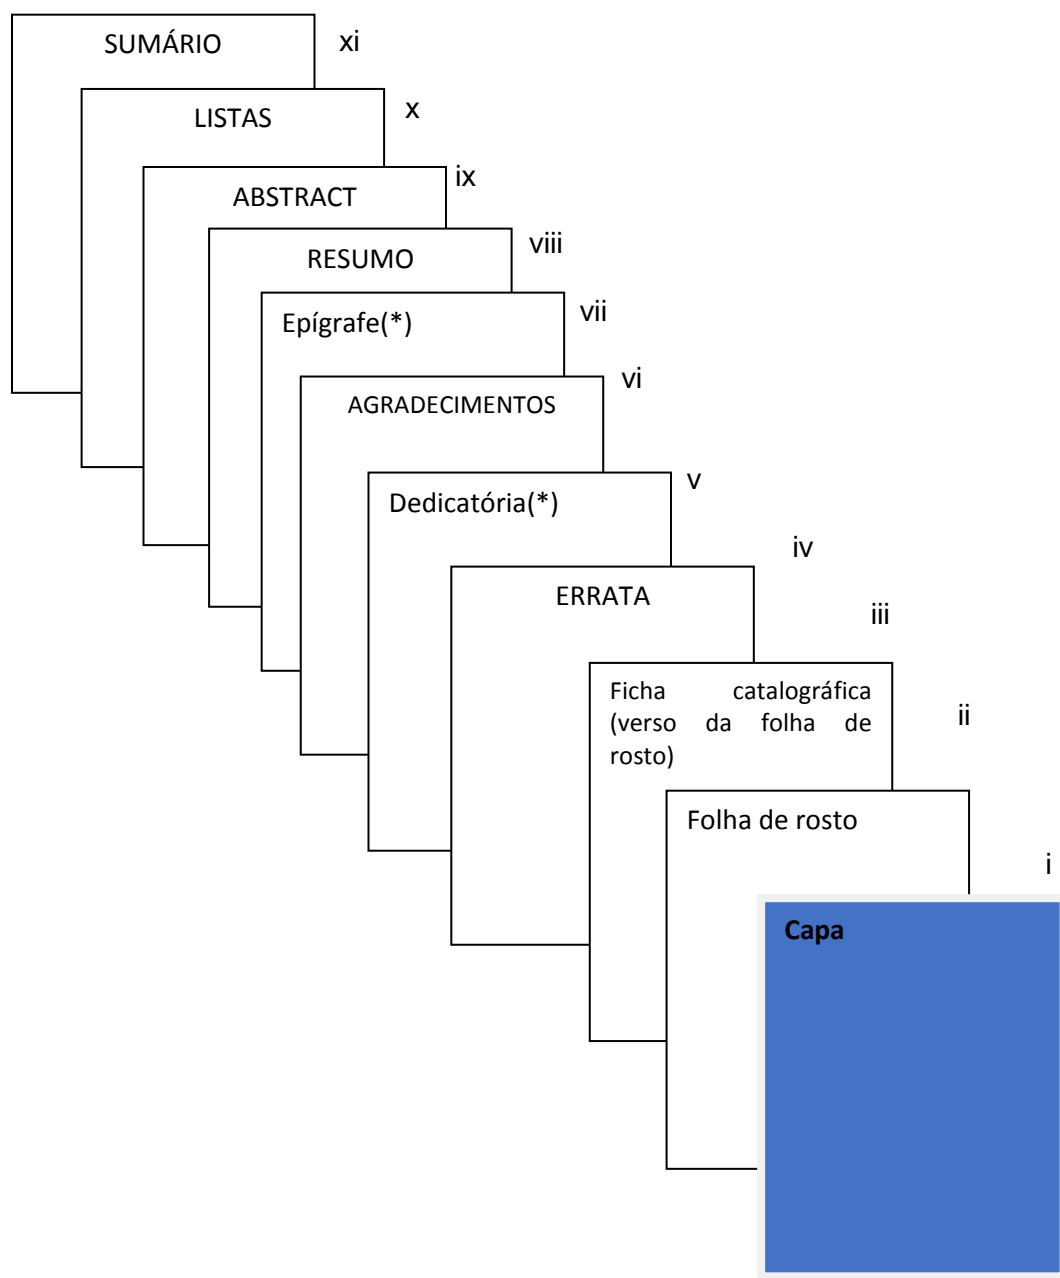 SUMÁRIO
xi
LISTAS
x
ABSTRACT
ix
RESUMO
viii
Epígrafe(*)
vii
AGRADECIMENTOS
vi
Dedicatória(*)
v
ERRATA
iv
iii
Ficha catalográfica
(verso da folha de
rosto)
ii
Folha de rosto
i
Capa